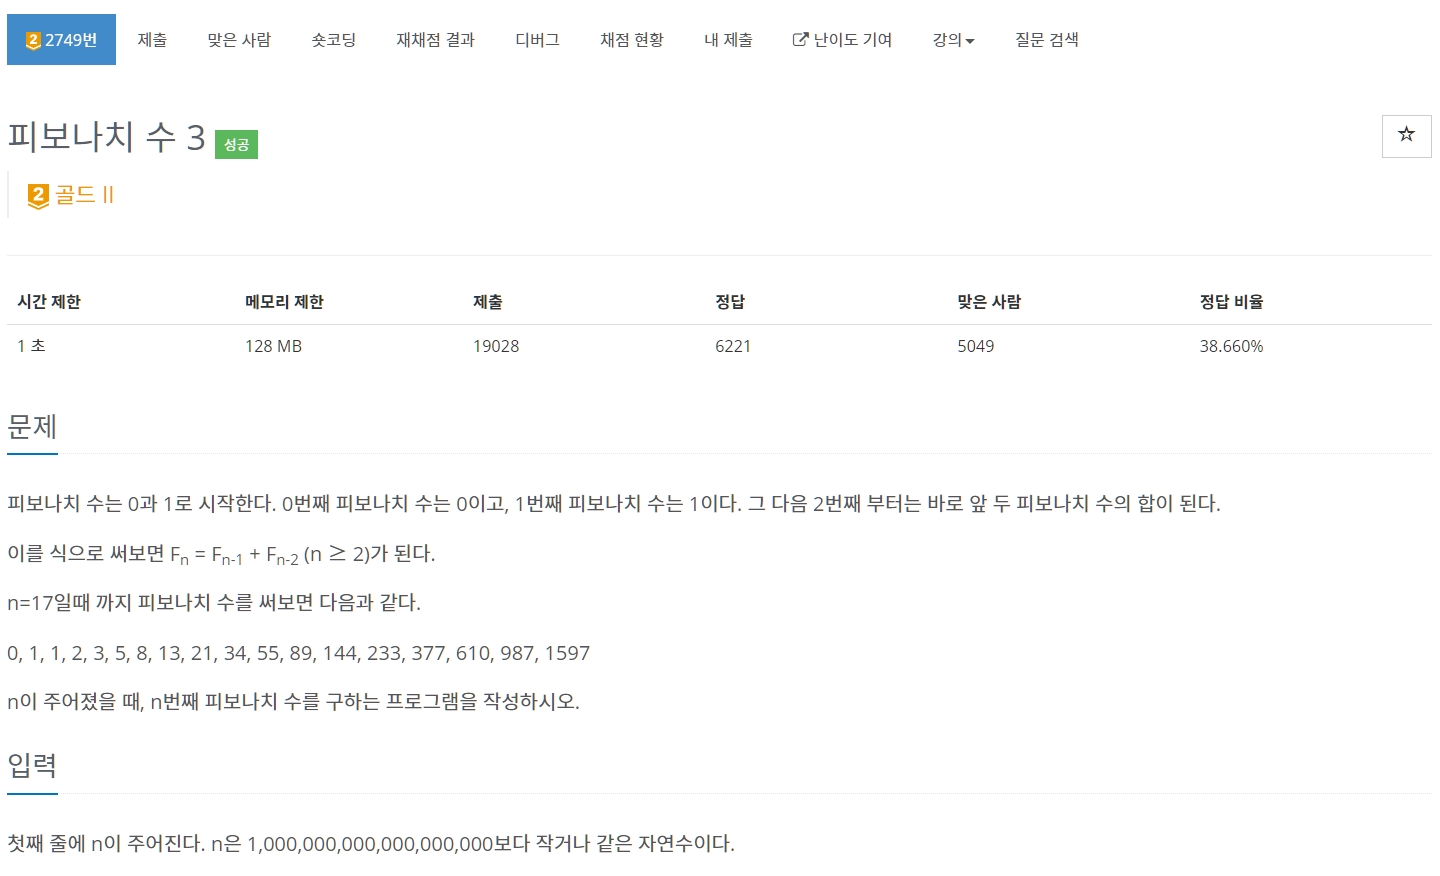 2 2749번 제출 맞은 사람 숏코딩 재채점 결과 디버그 채점 현황 내 제출 난이도 기여 강의 질문 검색
피보나치 수 3 성공
2 골드 II
시간 제한 메모리 제한 제출 정답 맞은 사람 정답 비율
1 초 128 MB 19028 6221 5049 38.660%
문제
피보나치 수는 0과 1로 시작한다. 0번째 피보나치 수는 0이고, 1번째 피보나치 수는 1이다. 그 다음 2번째 부터는 바로 앞 두 피보나치 수의 합이 된다.
이를 식으로 써보면 Fn = Fn-1 + Fn-2 (n ≥ 2)가 된다.
n=17일때 까지 피보나치 수를 써보면 다음과 같다.
0, 1, 1, 2, 3, 5, 8, 13, 21, 34, 55, 89, 144, 233, 377, 610, 987, 1597
n이 주어졌을 때, n번째 피보나치 수를 구하는 프로그램을 작성하시오.
입력
첫째 줄에 n이 주어진다. n은 1,000,000,000,000,000,000보다 작거나 같은 자연수이다.